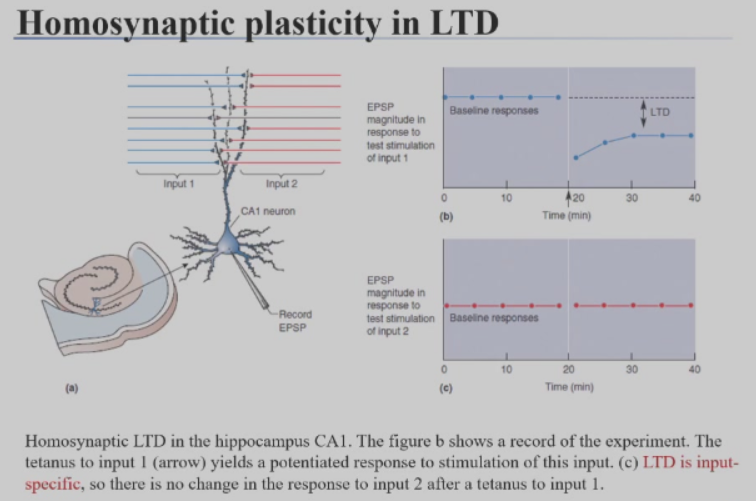 Homosynaptic plasticity in LTD
Input 1
Input 2
CA1 neuron
Record
EPSP
(a)
EPSP
magnitude in
response to
test stimulation
of input 1
Baseline responses
LTD
0 10 20 30 40
(b)
Time (min)
EPSP
magnitude in
response to
test stimulation
of input 2
Baseline responses
0 10 20 30 40
(c)
Time (min)
Homosynaptic LTD in the hippocampus CA1. The figure b shows a record of the experiment. The
tetanus to input 1 (arrow) yields a potentiated response to stimulation of this input. (c) LTD is input-
specific, so there is no change in the response to input 2 after a tetanus to input 1.